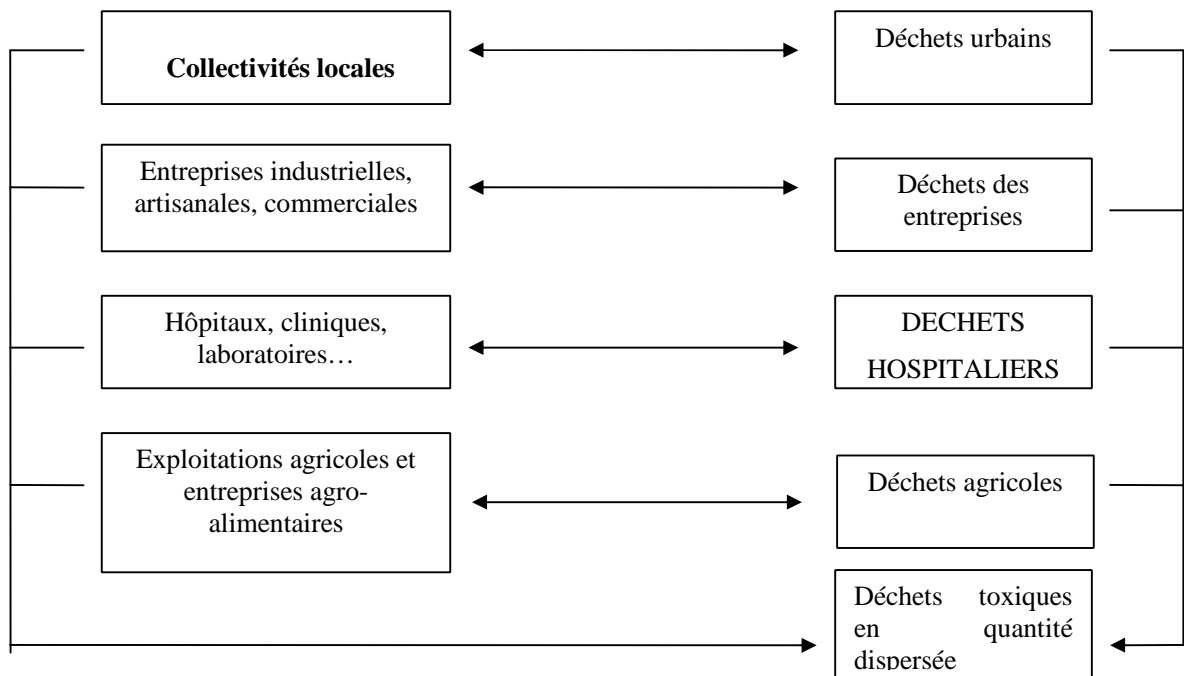 Collectivités locales
Déchets urbains
Entreprises industrielles,
artisanales, commerciales
Déchets des
entreprises
Hôpitaux, cliniques,
laboratoires…
DECHETS
HOSPITALIERS
Exploitations agricoles et
entreprises agro-
alimentaires
Déchets agricoles
Déchets toxiques
en quantité
dispersée